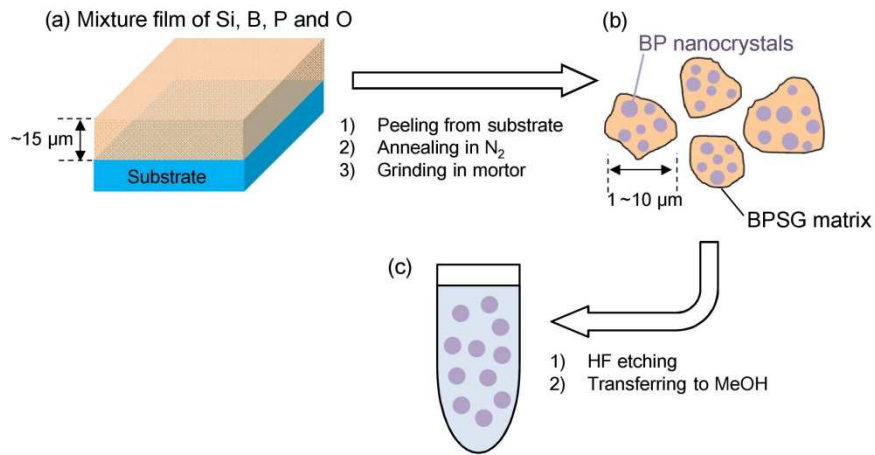 (a) Mixture film of Si, B, P and O
~15 μm
Substrate
1) Peeling from substrate
2) Annealing in N₂
3) Grinding in mortor
(b)
BP nanocrystals
1 ~10 μm
BPSG matrix
(c)
1) HF etching
2) Transferring to MeOH